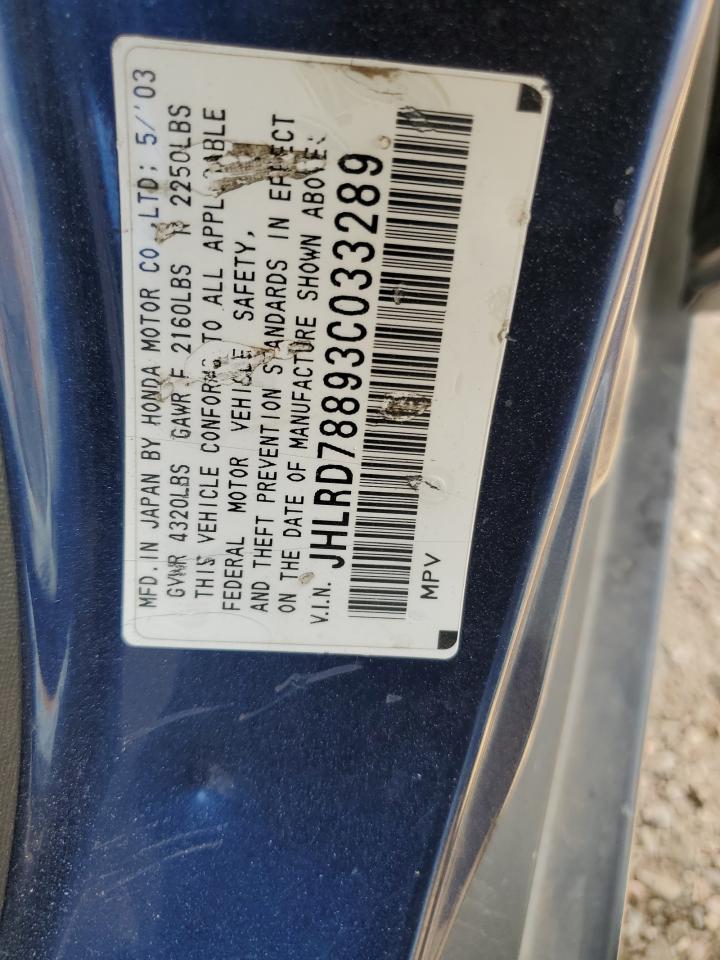 MFD. IN JAPAN BY HONDA MOTOR CO.,LTD; 5/'03
GVWR 4320LBS GAWR F 2160LBS R 2250LBS
THIS VEHICLE CONFORMS TO ALL APPLICABLE
FEDERAL MOTOR VEHICLE SAFETY,
AND THEFT PREVENTION STANDARDS IN EFFECT
ON THE DATE OF MANUFACTURE SHOWN ABOVE.
V.I.N. JHLRD78893C033289
MPV